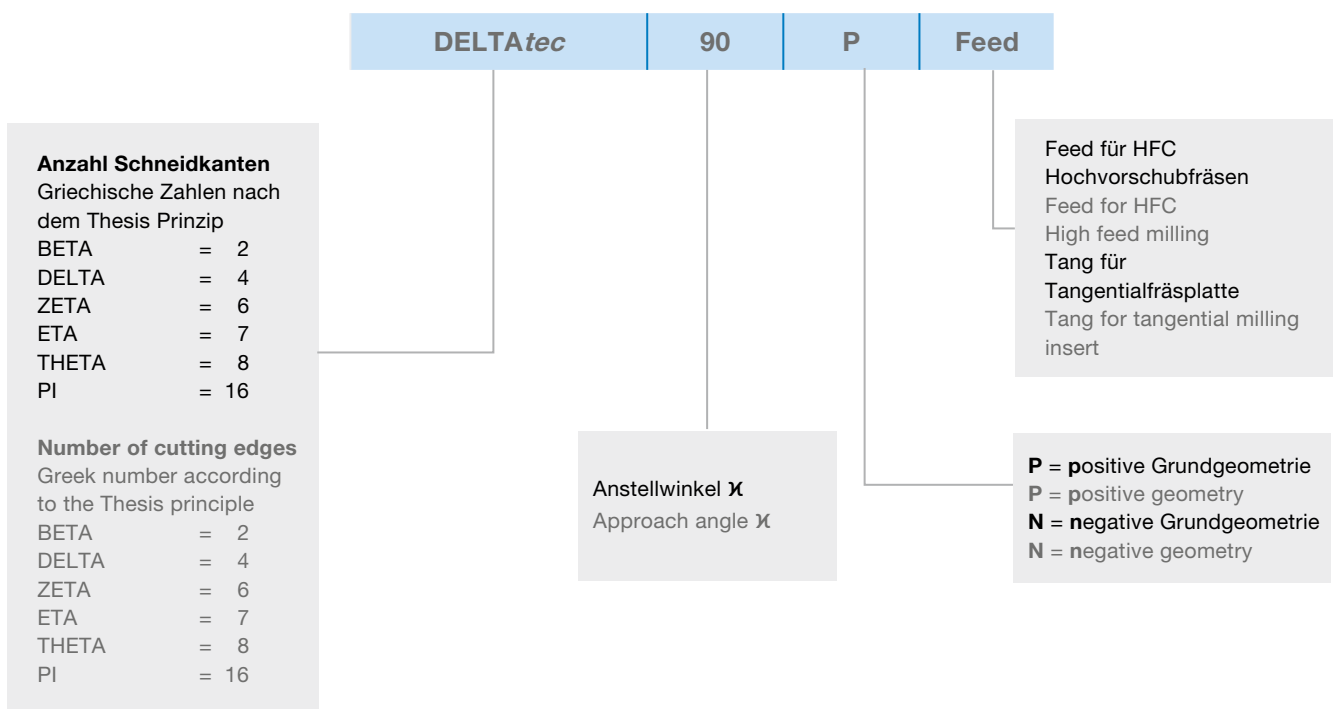 DELTAtec 90 P Feed
Anzahl Schneidkanten
Griechische Zahlen nach
dem Thesis Prinzip
BETA = 2
DELTA = 4
ZETA = 6
ETA = 7
THETA = 8
PI = 16
Number of cutting edges
Greek number according
to the Thesis principle
BETA = 2
DELTA = 4
ZETA = 6
ETA = 7
THETA = 8
PI = 16
Anstellwinkel ϰ
Approach angle ϰ
Feed für HFC
Hochvorschubfräsen
Feed for HFC
High feed milling
Tang für
Tangentialfräsplatte
Tang for tangential milling
insert
P = positive Grundgeometrie
P = positive geometry
N = negative Grundgeometrie
N = negative geometry